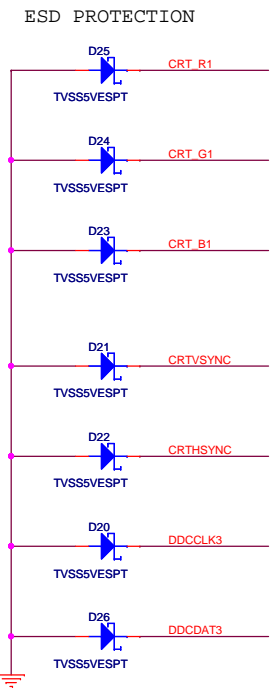 ESD PROTECTION
D25
CRT_R1
TVSS5VESPT
D24
CRT_G1
TVSS5VESPT
D23
CRT_B1
TVSS5VESPT
D21
CRTVSYNC
TVSS5VESPT
D22
CRTHSYNC
TVSS5VESPT
D20
DDCCLK3
TVSS5VESPT
D26
DDCDAT3
TVSS5VESPT